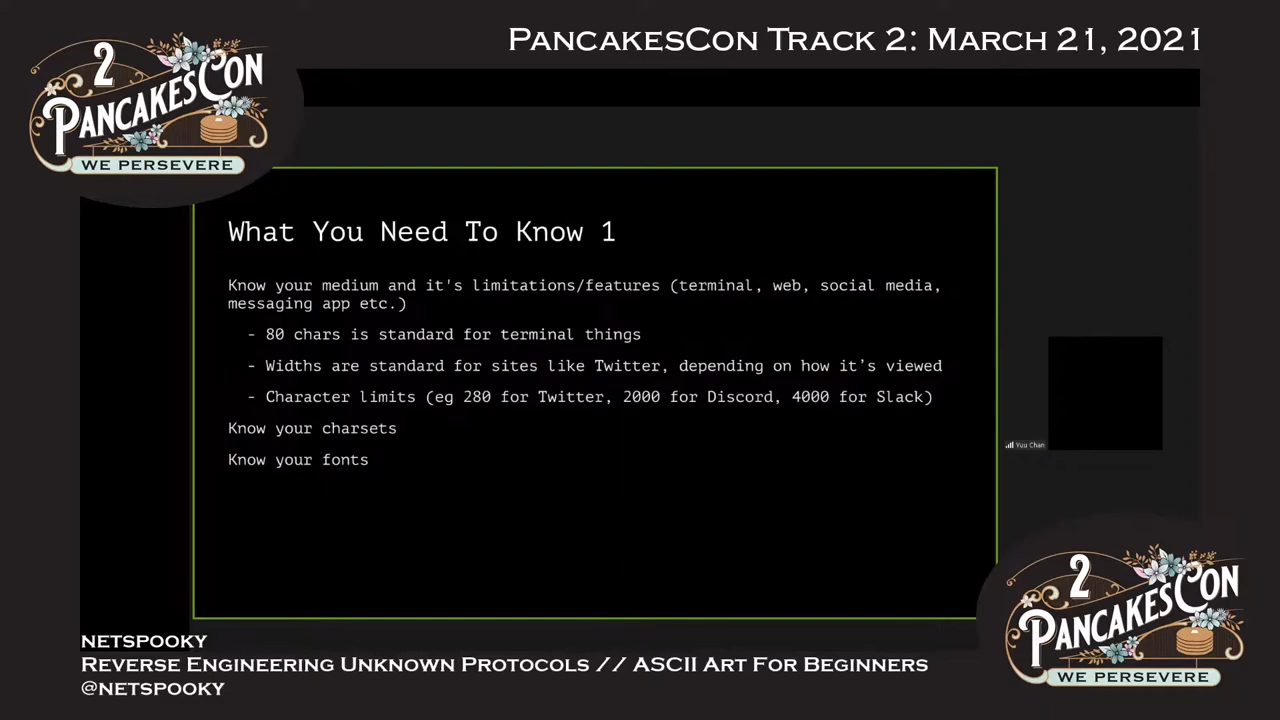 PancakesCon Track 2: March 21, 2021
2
PancakesCon
WE PERSEVERE
What You Need To Know 1
Know your medium and it's limitations/features (terminal, web, social media,
messaging app etc.)
- 80 chars is standard for terminal things
- Widths are standard for sites like Twitter, depending on how it’s viewed
- Character limits (eg 280 for Twitter, 2000 for Discord, 4000 for Slack)
Know your charsets
Know your fonts
Yuu Chan
NETSPOOKY
Reverse Engineering Unknown Protocols // ASCII Art For Beginners
@NETSPOOKY
2
PancakesCon
WE PERSEVERE